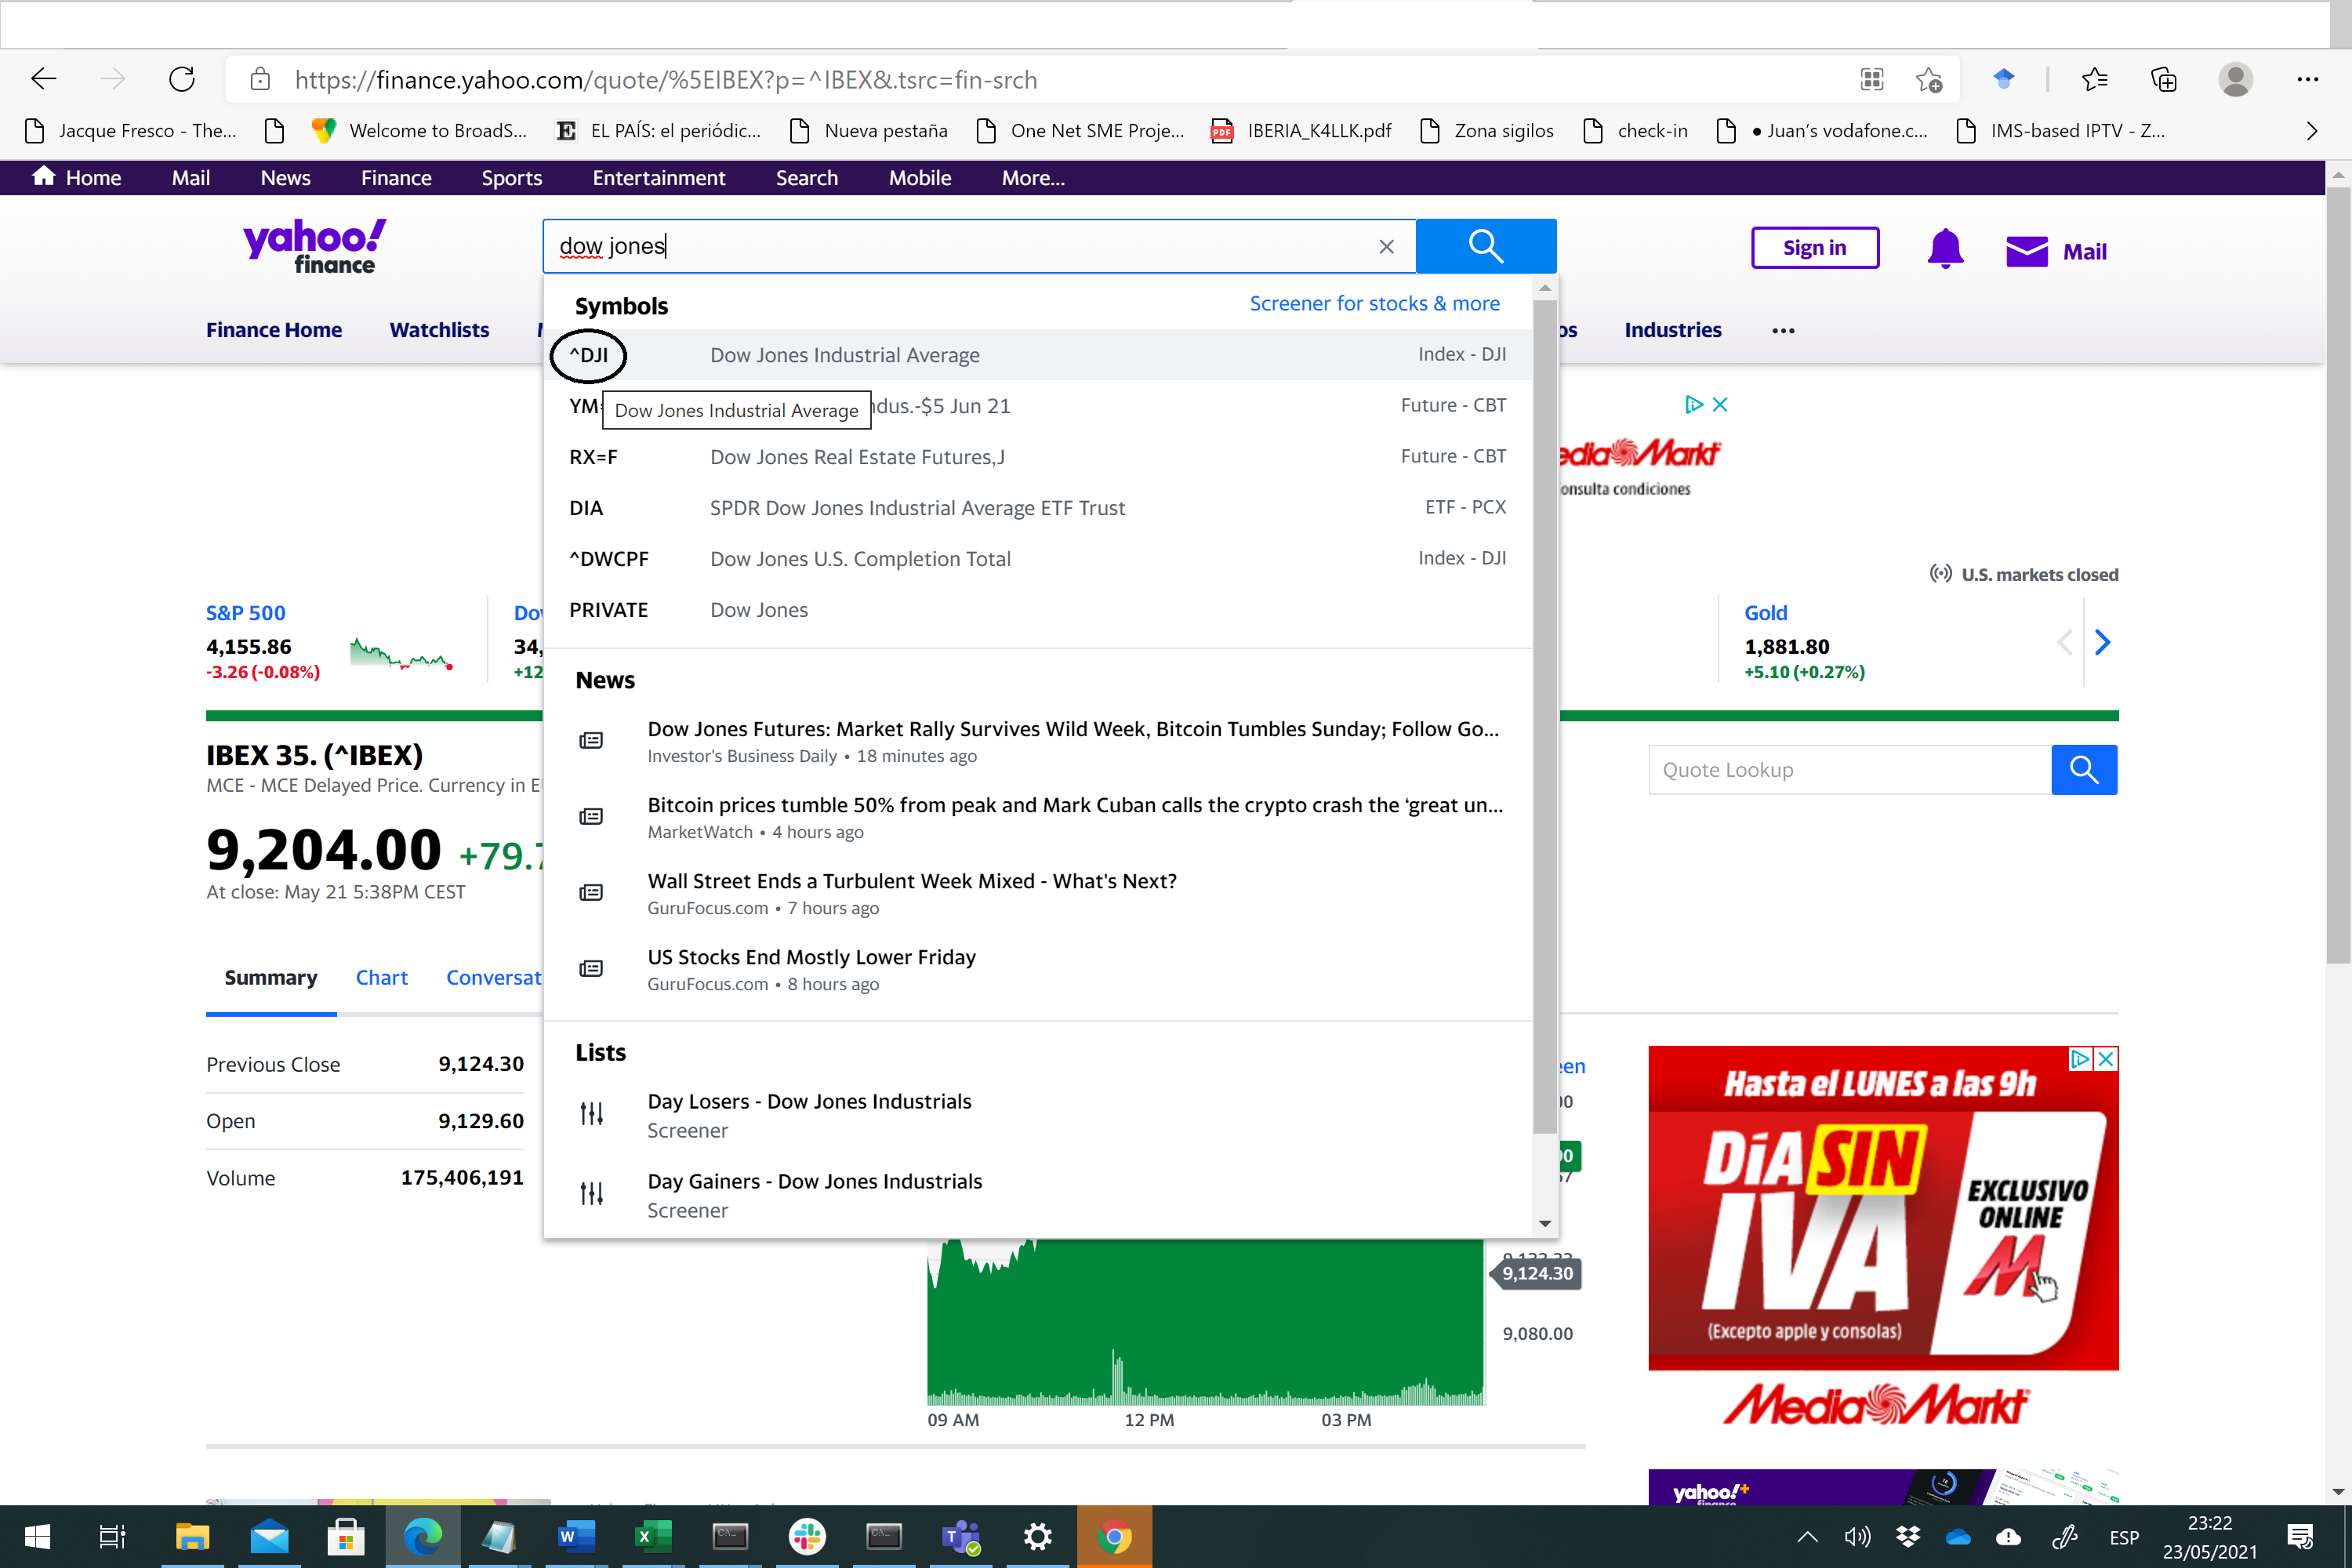 https://finance.yahoo.com/quote/%5EIBEX?p=^IBEX&.tsrc=fin-srch
Jacque Fresco - The... Welcome to BroadS... EL PAÍS: el periódic... Nueva pestaña One Net SME Proje... IBERIA_K4LLK.pdf Zona sigilos check-in ● Juan's vodafone.c... IMS-based IPTV - Z...
Home Mail News Finance Sports Entertainment Search Mobile More...
yahoo!
finance
dow jones
Sign in
Mail
Symbols Screener for stocks & more
Finance Home Watchlists Industries •••
^DJI Dow Jones Industrial Average Index - DJI
Dow Jones Industrial Average
YM= ndus.-$5 Jun 21 Future - CBT
RX=F Dow Jones Real Estate Futures,J Future - CBT
DIA SPDR Dow Jones Industrial Average ETF Trust ETF - PCX
^DWCPF Dow Jones U.S. Completion Total Index - DJI
PRIVATE Dow Jones
edia Markt
onsulta condiciones
U.S. markets closed
S&P 500
4,155.86
-3.26 (-0.08%)
Dow
34,
+12
Gold
1,881.80
+5.10 (+0.27%)
News
Dow Jones Futures: Market Rally Survives Wild Week, Bitcoin Tumbles Sunday; Follow Go...
Investor's Business Daily • 18 minutes ago
Bitcoin prices tumble 50% from peak and Mark Cuban calls the crypto crash the ‘great un...
MarketWatch • 4 hours ago
Wall Street Ends a Turbulent Week Mixed - What's Next?
GuruFocus.com • 7 hours ago
US Stocks End Mostly Lower Friday
GuruFocus.com • 8 hours ago
Lists
Day Losers - Dow Jones Industrials
Screener
Day Gainers - Dow Jones Industrials
Screener
IBEX 35. (^IBEX)
MCE - MCE Delayed Price. Currency in E
Quote Lookup
9,204.00 +79.7
At close: May 21 5:38PM CEST
Summary Chart Conversat
Previous Close 9,124.30
Open 9,129.60
Volume 175,406,191
een
9,124.30
9,080.00
09 AM 12 PM 03 PM
Hasta el LUNES a las 9h
DÍA SIN
IVA
EXCLUSIVO
ONLINE
(Excepto apple y consolas)
Media Markt
yahoo!+
finance
ESP
23:22
23/05/2021